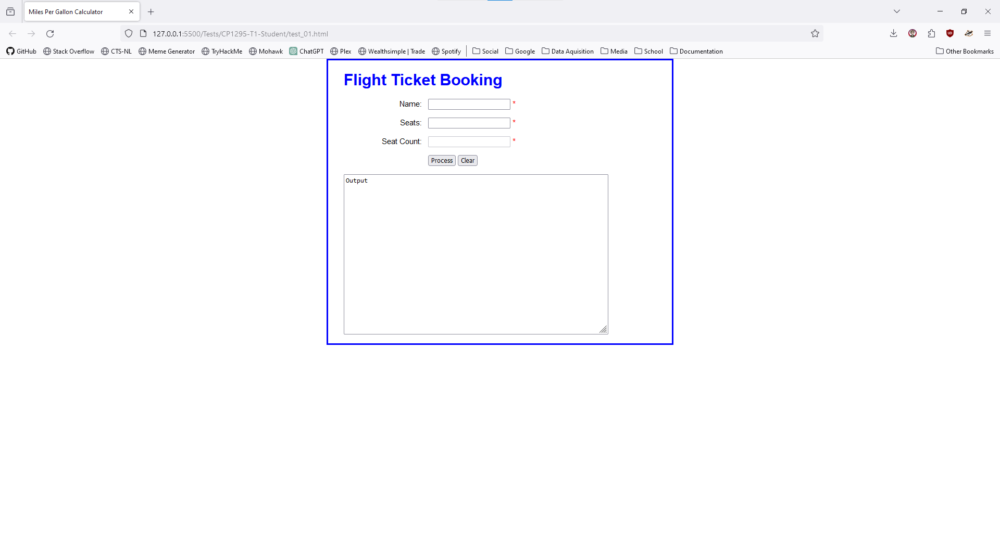 Miles Per Gallon Calculator
127.0.0.1:5500/Tests/CP1295-T1-Student/test_01.html
GitHub Stack Overflow CTS-NL Meme Generator TryHackMe Mohawk ChatGPT Plex Wealthsimple | Trade Spotify Social Google Data Aquisition Media School Documentation Other Bookmarks
Flight Ticket Booking
Name: *
Seats: *
Seat Count: *
Process Clear
Output